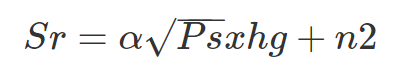 Sr = α√Psxhg + n2